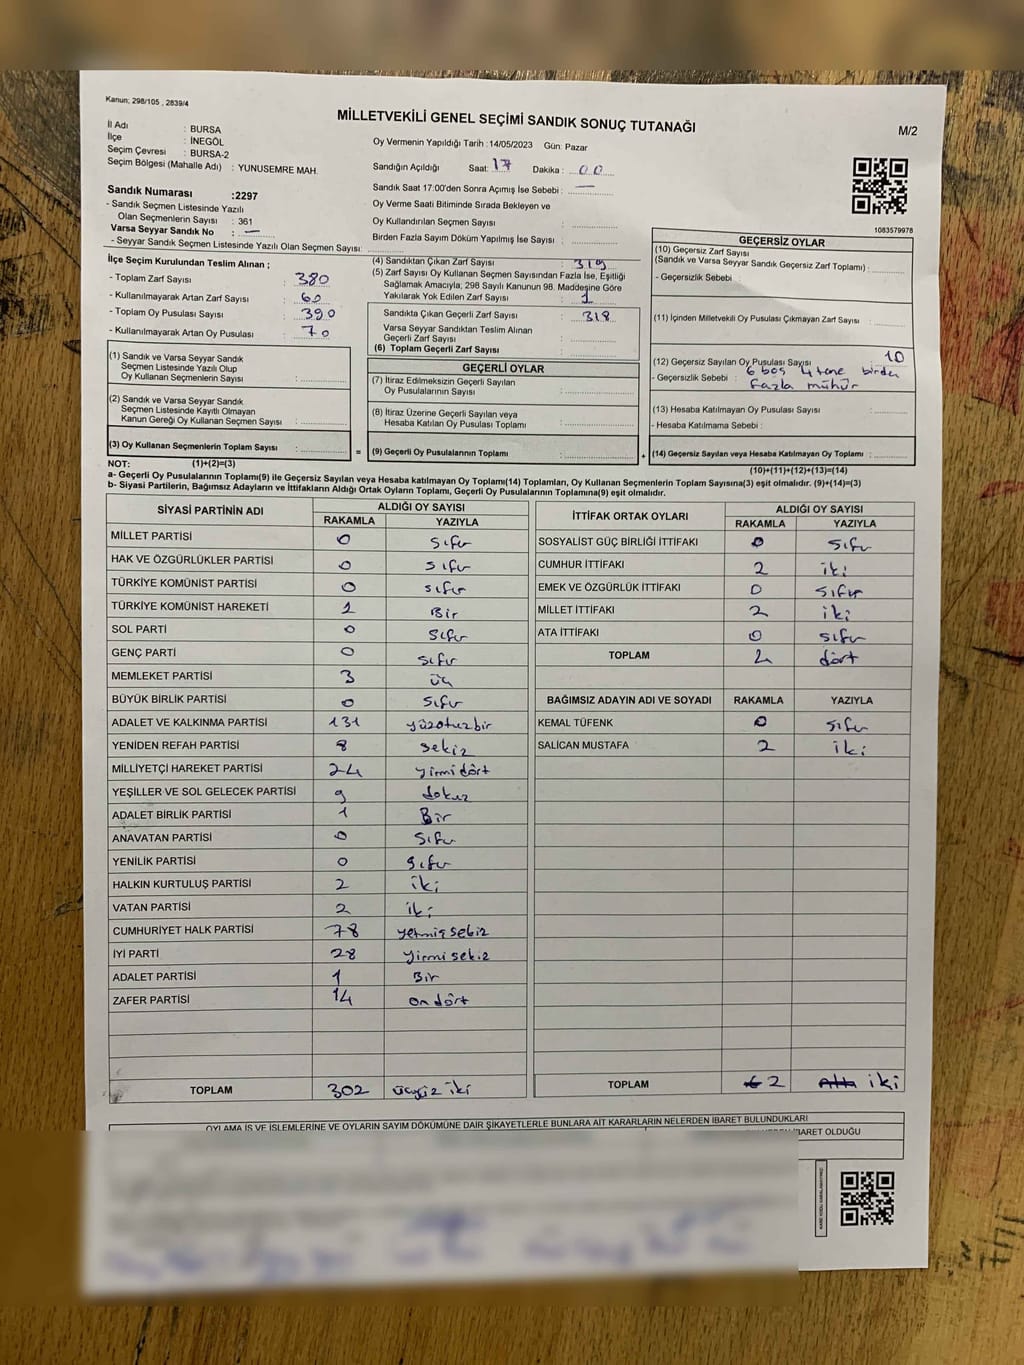 Kanun; 298/105 , 2839/4
MİLLETVEKİLİ GENEL SEÇİMİ SANDIK SONUÇ TUTANAĞI
M/2
İl Adı : BURSA
İlçe : İNEGÖL
Seçim Çevresi : BURSA-2
Seçim Bölgesi (Mahalle Adı) : YUNUSEMRE MAH.
Oy Vermenin Yapıldığı Tarih :14/05/2023 Gün: Pazar
Sandığın Açıldığı Saat: 17 Dakika : 00
Sandık Saat 17:00'den Sonra Açımış İse Sebebi : —
Oy Verme Saati Bitiminde Sırada Bekleyen ve
Oy Kullandırılan Seçmen Sayısı :
Birden Fazla Sayım Döküm Yapılmış İse Sayısı :
Sandık Numarası :2297
- Sandık Seçmen Listesinde Yazılı
Olan Seçmenlerin Sayısı : 361
Varsa Seyyar Sandık No : —
- Seyyar Sandık Seçmen Listesinde Yazılı Olan Seçmen Sayısı:
1083579978
İlçe Seçim Kurulundan Teslim Alınan ;
- Toplam Zarf Sayısı : 380
- Kullanılmayarak Artan Zarf Sayısı : 60
- Toplam Oy Pusulası Sayısı : 390
- Kullanılmayarak Artan Oy Pusulası : 70
(4) Sandıktan Çıkan Zarf Sayısı : 319
(5) Zarf Sayısı Oy Kullanan Seçmen Sayısından Fazla İse, Eşitliği
Sağlamak Amacıyla; 298 Sayılı Kanunun 98. Maddesine Göre
Yakılarak Yok Edilen Zarf Sayısı : 1
Sandıkta Çıkan Geçerli Zarf Sayısı : 318
Varsa Seyyar Sandıktan Teslim Alınan
Geçerli Zarf Sayısı :
(6) Toplam Geçerli Zarf Sayısı :
GEÇERSİZ OYLAR
(10) Geçersiz Zarf Sayısı
(Sandık ve Varsa Seyyar Sandık Geçersiz Zarf Toplamı) :
- Geçersizlik Sebebi :
(11) İçinden Milletvekili Oy Pusulası Çıkmayan Zarf Sayısı :
(12) Geçersiz Sayılan Oy Pusulası Sayısı : 10
- Geçersizlik Sebebi : 6 boş 4 tane birden
fazla mühür
(13) Hesaba Katılmayan Oy Pusulası Sayısı :
- Hesaba Katılmama Sebebi :
(14) Geçersiz Sayılan veya Hesaba Katılmayan Oy Toplamı :
(10)+(11)+(12)+(13)=(14)
(1) Sandık ve Varsa Seyyar Sandık
Seçmen Listesinde Yazılı Olup
Oy Kullanan Seçmenlerin Sayısı :
(2) Sandık ve Varsa Seyyar Sandık
Seçmen Listesinde Kayıtlı Olmayan
Kanun Gereği Oy Kullanan Seçmen Sayısı :
(3) Oy Kullanan Seçmenlerin Toplam Sayısı :
GEÇERLİ OYLAR
(7) İtiraz Edilmeksizin Geçerli Sayılan
Oy Pusulalarının Sayısı :
(8) İtiraz Üzerine Geçerli Sayılan veya
Hesaba Katılan Oy Pusulası Toplamı :
= (9) Geçerli Oy Pusulalarının Toplamı : +
NOT: (1)+(2)=(3)
a- Geçerli Oy Pusulalarının Toplamı(9) ile Geçersiz Sayılan veya Hesaba katılmayan Oy Toplamı(14) Toplamları, Oy Kullanan Seçmenlerin Toplam Sayısına(3) eşit olmalıdır. (9)+(14)=(3)
b- Siyasi Partilerin, Bağımsız Adayların ve İttifakların Aldığı Ortak Oyların Toplamı, Geçerli Oy Pusulalarının Toplamına(9) eşit olmalıdır.
SİYASİ PARTİNİN ADI ALDIĞI OY SAYISI
RAKAMLA YAZIYLA
MİLLET PARTİSİ 0 sıfır
HAK VE ÖZGÜRLÜKLER PARTİSİ 0 sıfır
TÜRKİYE KOMÜNİST PARTİSİ 0 sıfır
TÜRKİYE KOMÜNİST HAREKETİ 1 Bir
SOL PARTİ 0 sıfır
GENÇ PARTİ 0 sıfır
MEMLEKET PARTİSİ 3 üç
BÜYÜK BİRLİK PARTİSİ 0 sıfır
ADALET VE KALKINMA PARTİSİ 131 yüzotuzbir
YENİDEN REFAH PARTİSİ 8 sekiz
MİLLİYETÇİ HAREKET PARTİSİ 24 yirmi dört
YEŞİLLER VE SOL GELECEK PARTİSİ 9 dokuz
ADALET BİRLİK PARTİSİ 1 Bir
ANAVATAN PARTİSİ 0 sıfır
YENİLİK PARTİSİ 0 sıfır
HALKIN KURTULUŞ PARTİSİ 2 iki
VATAN PARTİSİ 2 iki
CUMHURİYET HALK PARTİSİ 78 yetmiş sekiz
İYİ PARTİ 28 yirmi sekiz
ADALET PARTİSİ 1 Bir
ZAFER PARTİSİ 14 on dört
TOPLAM 302 üçyüz iki
İTTİFAK ORTAK OYLARI ALDIĞI OY SAYISI
RAKAMLA YAZIYLA
SOSYALİST GÜÇ BİRLİĞİ İTTİFAKI 0 sıfır
CUMHUR İTTİFAKI 2 iki
EMEK VE ÖZGÜRLÜK İTTİFAKI 0 sıfır
MİLLET İTTİFAKI 2 iki
ATA İTTİFAKI 0 sıfır
TOPLAM 4 dört
BAĞIMSIZ ADAYIN ADI VE SOYADI RAKAMLA YAZIYLA
KEMAL TÜFENK 0 sıfır
SALİCAN MUSTAFA 2 iki
TOPLAM 6 2 Altı iki
OYLAMA İŞ VE İŞLEMLERİNE VE OYLARIN SAYIM DÖKÜMÜNE DAİR ŞİKAYETLERLE BUNLARA AİT KARARLARIN NELERDEN İBARET BULUNDUKLARI
İBARET OLDUĞU